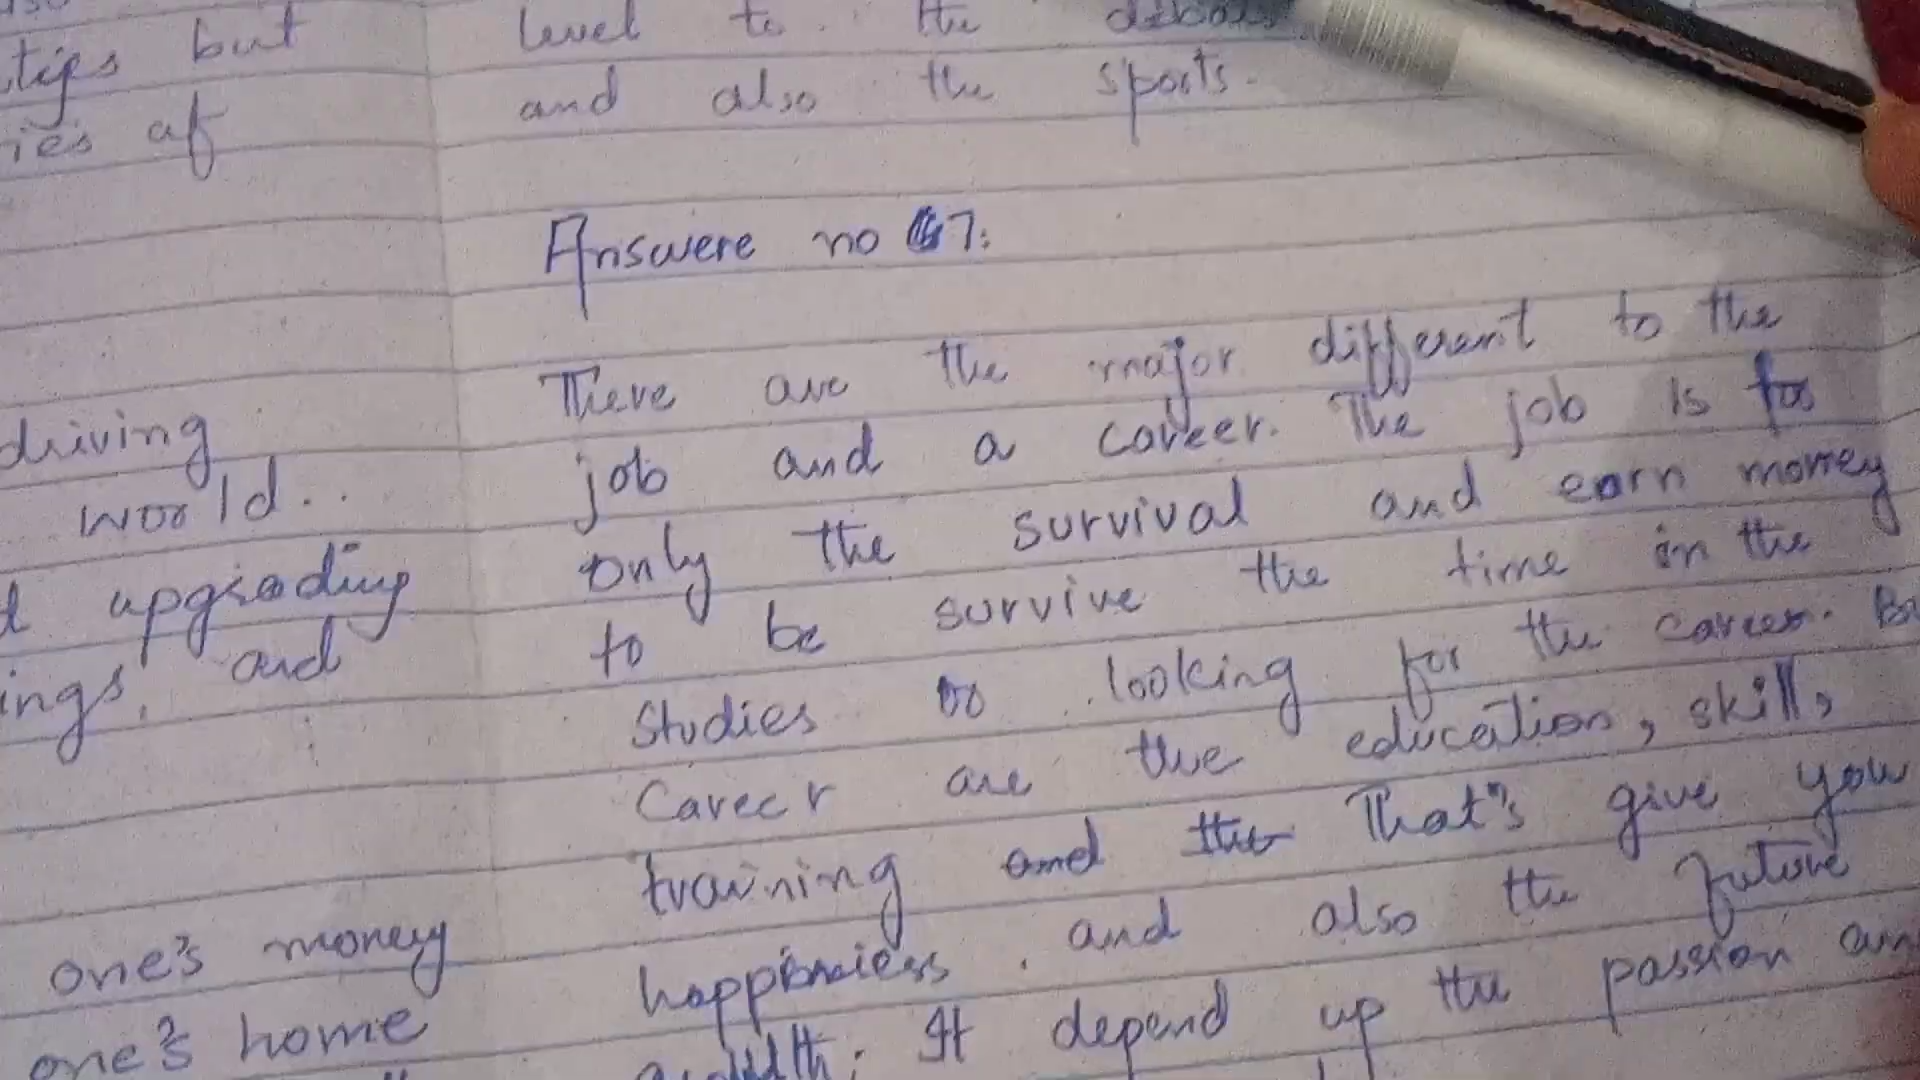 tips but
ies of
driving
world..
upgrading
ings, and
one's money
one's home
level to the
and also the sports.
Answere no 7:
There are the major different to the
job and a career. The job is for
only the survival and earn money
to be survive the time in the
Studies or looking for the career. Bu
Career are the education, skill,
training and the That's give you
happiness. and also the future
It depend up the passion an